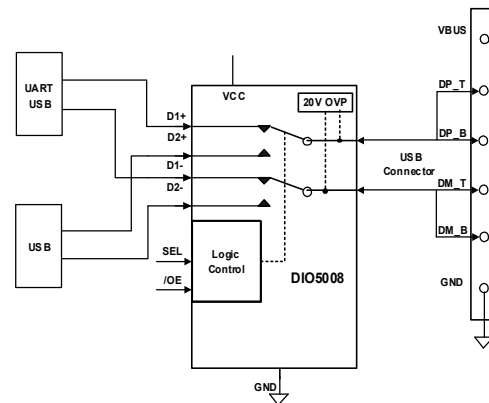 VBUS
UART
USB
VCC
20V OVP
DP_T
D1+
D2+
DP_B
D1-
USB
Connector
DM_T
D2-
USB
DM_B
SEL
Logic
Control
/OE
DIO5008
GND
GND